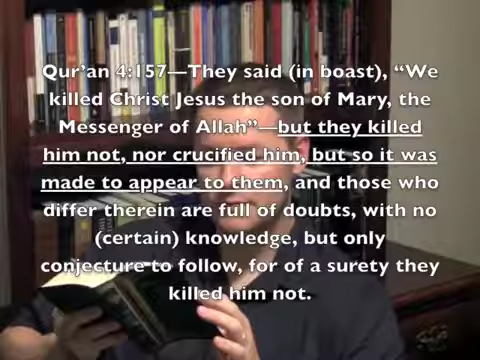 Qur'an 4:157—They said (in boast), “We
killed Christ Jesus the son of Mary, the
Messenger of Allah”—but they killed
him not, nor crucified him, but so it was
made to appear to them, and those who
differ therein are full of doubts, with no
(certain) knowledge, but only
conjecture to follow, for of a surety they
killed him not.